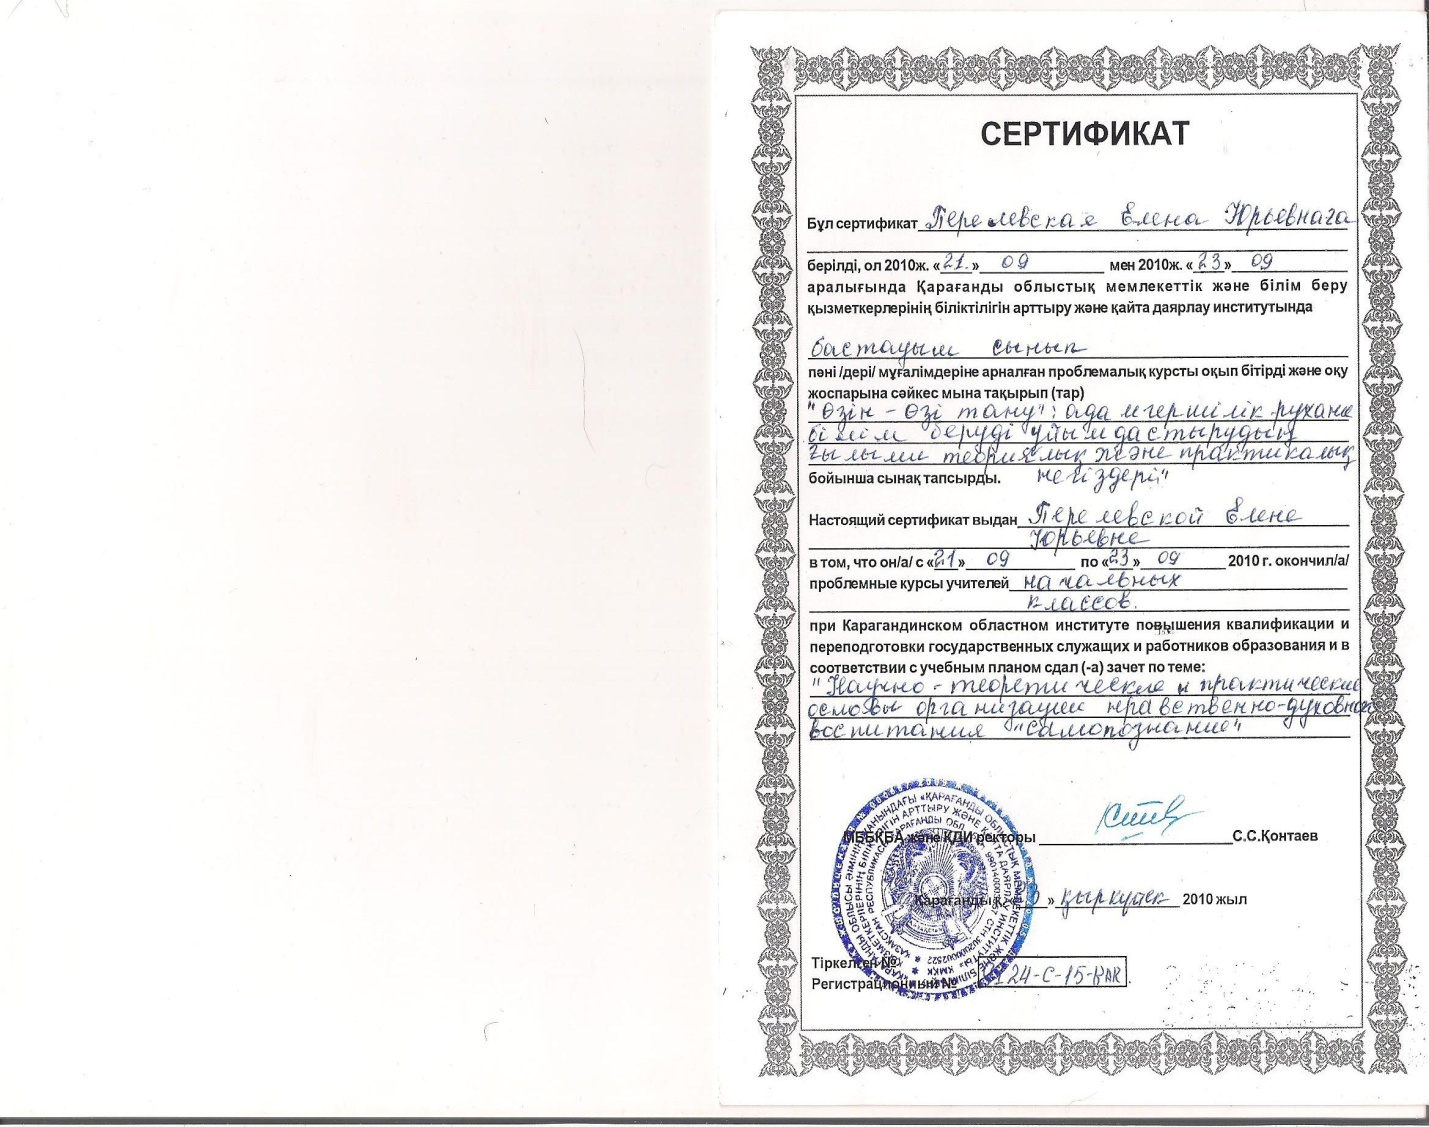 СЕРТИФИКАТ
Бұл сертификат Перелевская Елена Юрьевнаға
берілді, ол 2010ж. «21.» 09 мен 2010ж. «23» 09
аралығында Қарағанды облыстық мемлекеттік және білім беру
қызметкерлерінің біліктілігін арттыру және қайта даярлау институтында
бастауыш сынып
пәні /дері/ мұғалімдеріне арналған проблемалық курсты оқып бітірді және оқу
жоспарына сәйкес мына тақырып (тар)
"Өзін - өзі тану": адамгершілік-рухани
білім беруді ұйымдастырудың
ғылыми теориялық және практикалық
бойынша сынақ тапсырды. негіздері"
Настоящий сертификат выдан Перелевской Елене
Юрьевне
в том, что он/а/ с «21» 09 по «23» 09 2010 г. окончил/а/
проблемные курсы учителей начальных
классов.
при Карагандинском областном институте повышения квалификации и
переподготовки государственных служащих и работников образования и в
соответствии с учебным планом сдал (-а) зачет по теме:
"Научно - теоретические и практические
основы организации нравственно-духовного
воспитания "Самопознание"
МББҚБА және ҚДИ ректоры С.С.Қонтаев
Қарағанды қ. » қыркүйек 2010 жыл
Тіркелген №
Регистрационный № 124-С-15-KAR